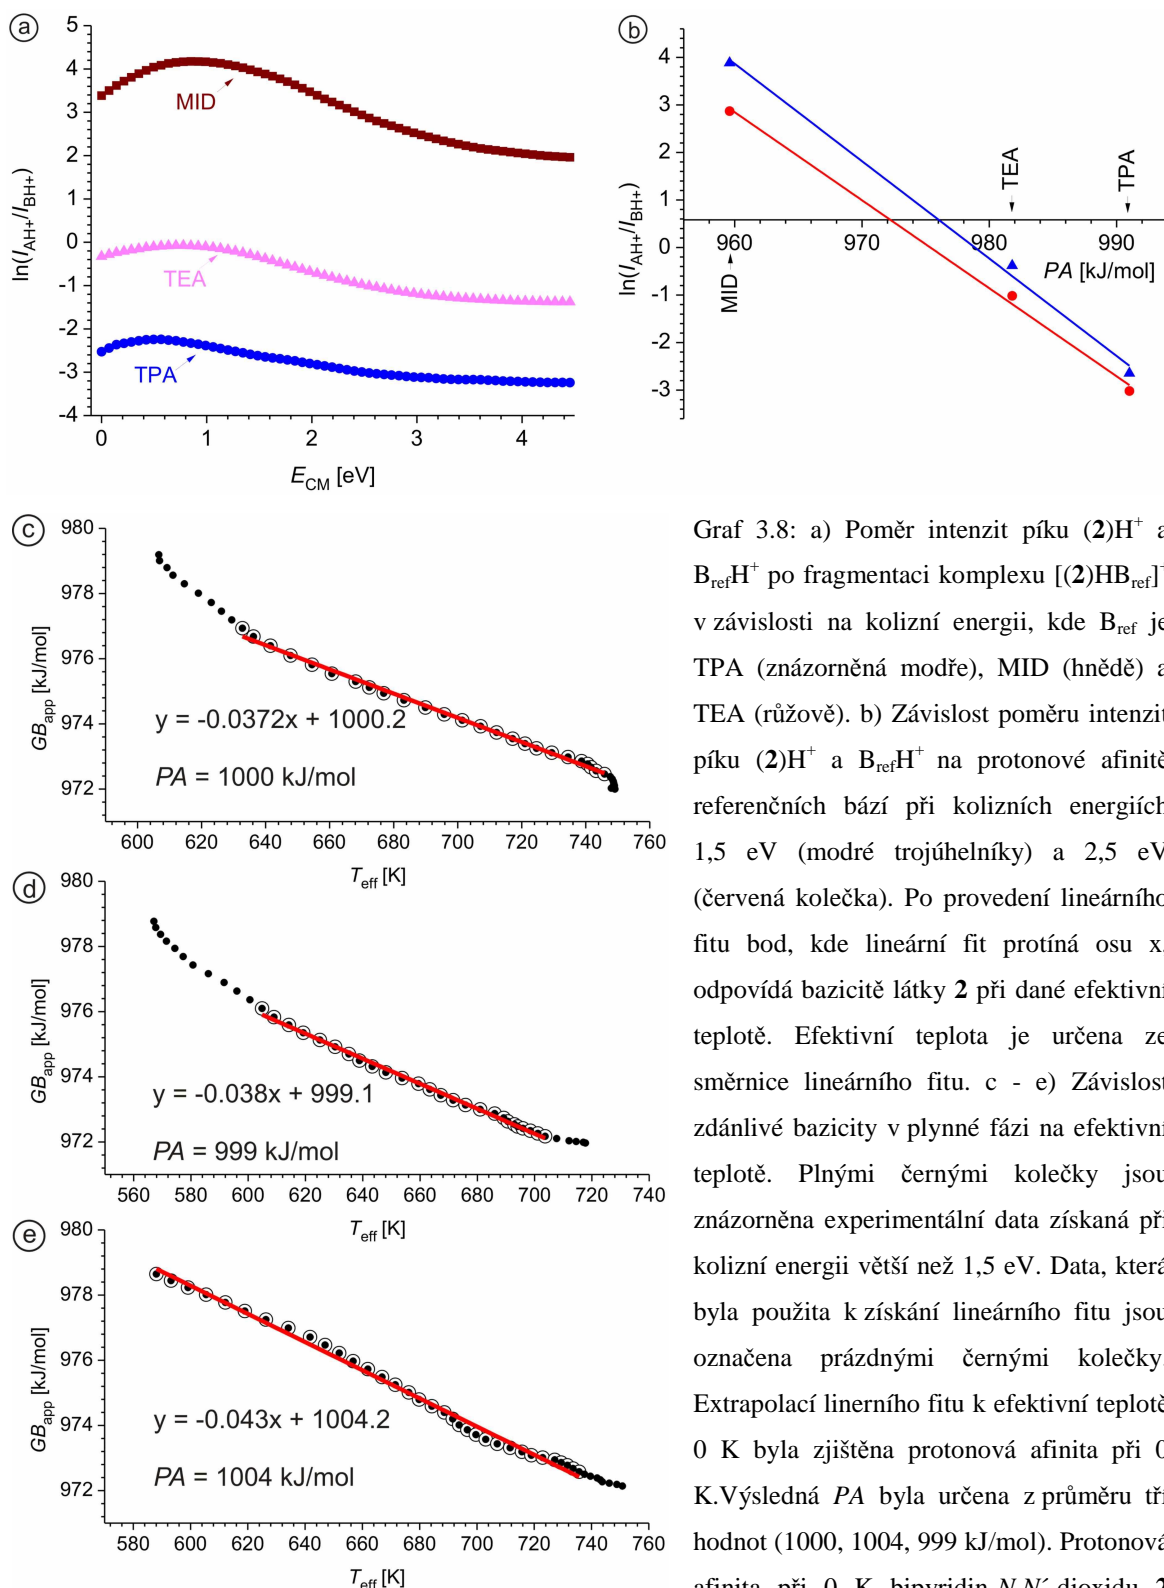 a
5
4
3
2
1
0
-1
-2
-3
-4
ln(I_AH+/I_BH+)
MID
TEA
TPA
0 1 2 3 4
E_CM [eV]
b
4
3
2
1
0
-1
-3
ln(I_AH+/I_BH+)
960 970 980 990
PA [kJ/mol]
MID
TEA
TPA
c
980
978
976
974
972
GB_app [kJ/mol]
y = -0.0372x + 1000.2
PA = 1000 kJ/mol
600 620 640 660 680 700 720 740 760
T_eff [K]
d
980
978
976
974
972
GB_app [kJ/mol]
y = -0.038x + 999.1
PA = 999 kJ/mol
560 580 600 620 640 660 680 700 720 740
T_eff [K]
e
980
978
976
974
972
GB_app [kJ/mol]
y = -0.043x + 1004.2
PA = 1004 kJ/mol
580 600 620 640 660 680 700 720 740 760
T_eff [K]
Graf 3.8: a) Poměr intenzit píku (2)H⁺ a
B_refH⁺ po fragmentaci komplexu [(2)HB_ref]⁺
v závislosti na kolizní energii, kde B_ref je
TPA (znázorněná modře), MID (hnědě) a
TEA (růžově). b) Závislost poměru intenzit
píku (2)H⁺ a B_refH⁺ na protonové afinitě
referenčních bází při kolizních energiích
1,5 eV (modré trojúhelníky) a 2,5 eV
(červená kolečka). Po provedení lineárního
fitu bod, kde lineární fit protíná osu x,
odpovídá bazicitě látky 2 při dané efektivní
teplotě. Efektivní teplota je určena ze
směrnice lineárního fitu. c - e) Závislost
zdánlivé bazicity v plynné fázi na efektivní
teplotě. Plnými černými kolečky jsou
znázorněna experimentální data získaná při
kolizní energii větší než 1,5 eV. Data, která
byla použita k získání lineárního fitu jsou
označena prázdnými černými kolečky.
Extrapolací linerního fitu k efektivní teplotě
0 K byla zjištěna protonová afinita při 0
K.Výsledná PA byla určena z průměru tří
hodnot (1000, 1004, 999 kJ/mol). Protonová
afinita při 0 K bipyridin-N,N´-dioxidu 2